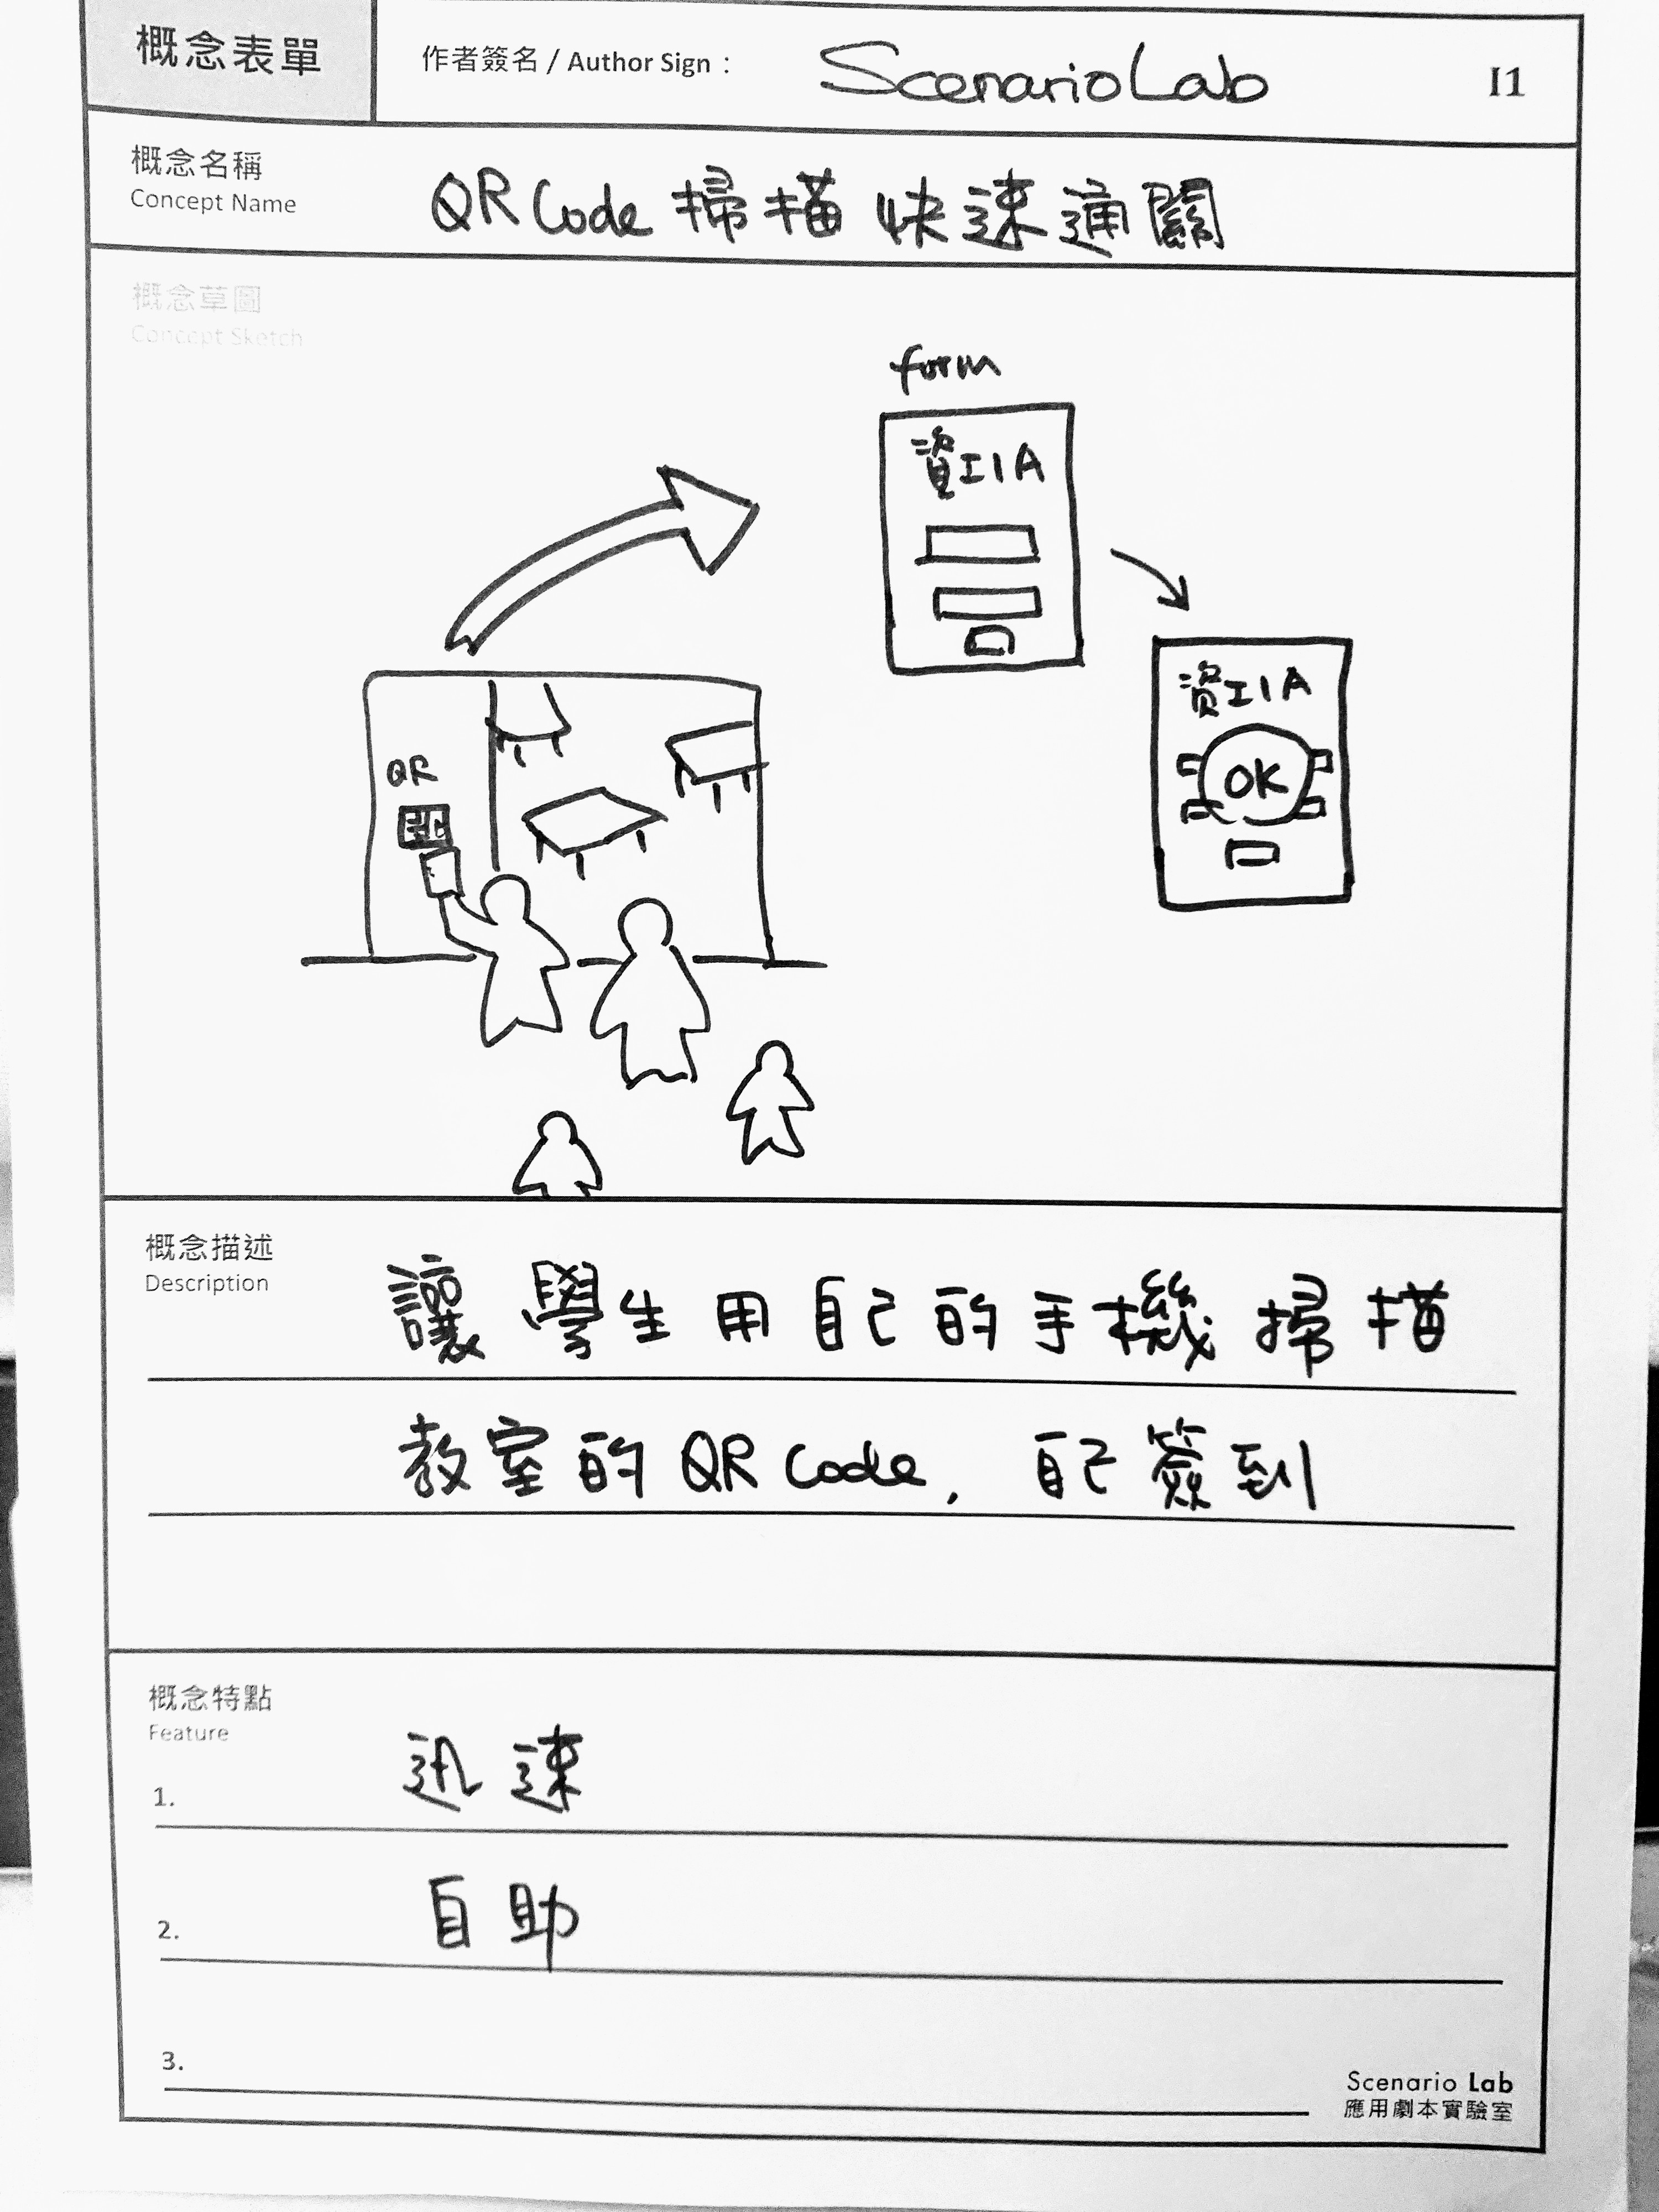 概念表單
作者簽名 / Author Sign：
ScenarioLab
I1
概念名稱
Concept Name
QR Code 掃描快速通關
概念草圖
Concept Sketch
form
資工1A
資工1A
OK
QR
概念描述
Description
讓學生用自己的手機掃描
教室的QR Code, 自己簽到
概念特點
Feature
1. 迅速
2. 自助
3.
Scenario Lab
應用劇本實驗室